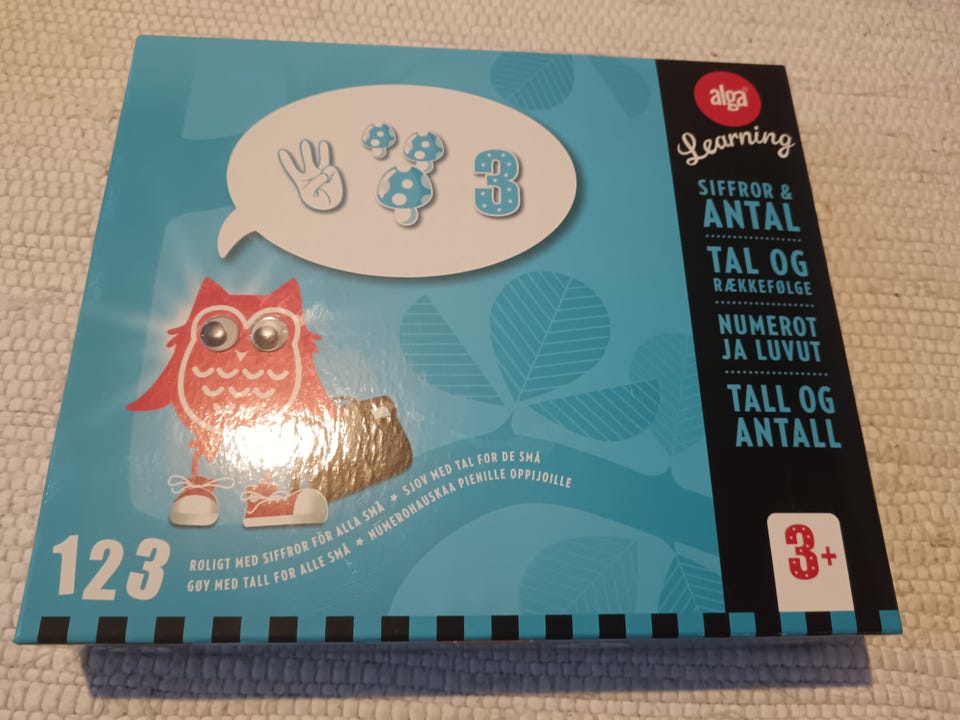 3
alga
Learning
SIFFROR &
ANTAL
TAL OG
RÆKKEFØLGE
NUMEROT
JA LUVUT
TALL OG
ANTALL
3+
123
ROLIGT MED SIFFROR FÖR ALLA SMÅ ★ SJOV MED TAL FOR DE SMÅ
GØY MED TALL FOR ALLE SMÅ ★ NUMEROHAUSKAA PIENILLE OPPIJOILLE